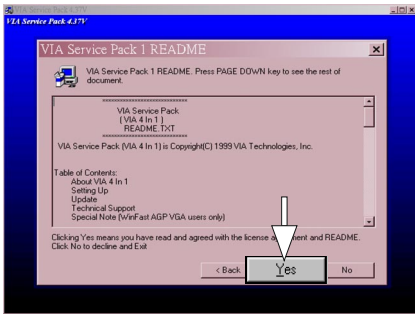 VIA Service Pack 4.37V
VIA Service Pack 4.37V
VIA Service Pack 1 README
VIA Service Pack 1 README. Press PAGE DOWN key to see the rest of
document.
==============================
VIA Service Pack
( VIA 4 In 1 )
README.TXT
==============================
VIA Service Pack (VIA 4 In 1) is Copyright(C) 1999 VIA Technologies, Inc.
Table of Contents:
About VIA 4 In 1
Setting Up
Update
Technical Support
Special Note (WinFast AGP VGA users only)
Clicking Yes means you have read and agreed with the license and README.
Click No to decline and Exit
< Back Yes No